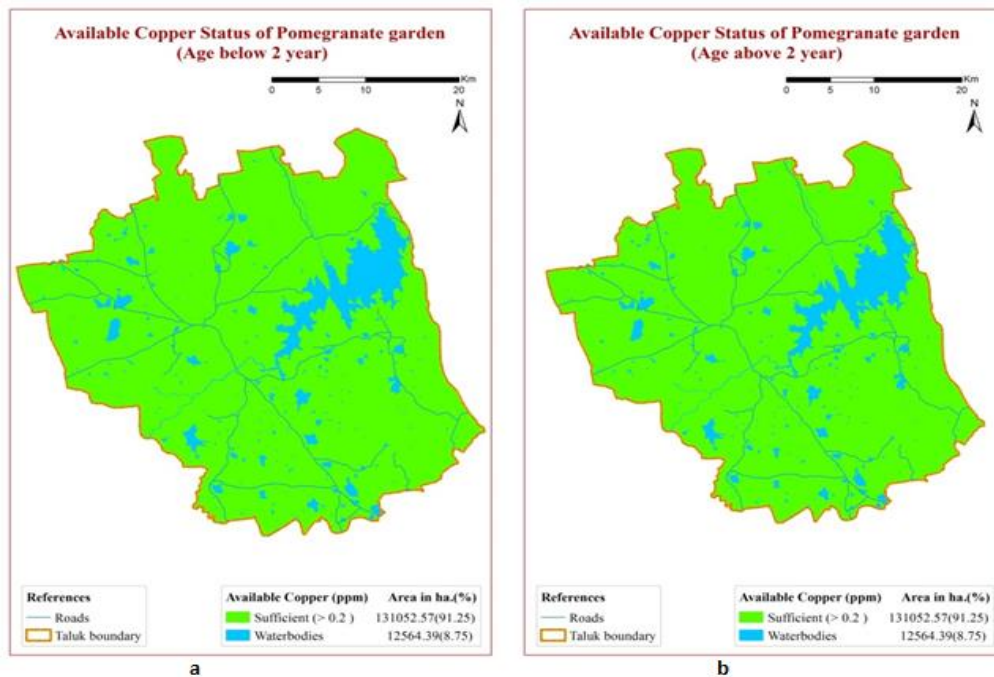 Available Copper Status of Pomegranate garden
(Age below 2 year)
Km
0 5 10 20
N
References
Roads
Taluk boundary
Available Copper (ppm) Area in ha.(%)
Sufficient (> 0.2 ) 131052.57(91.25)
Waterbodies 12564.39(8.75)
a
Available Copper Status of Pomegranate garden
(Age above 2 year)
Km
0 5 10 20
N
References
Roads
Taluk boundary
Available Copper (ppm) Area in ha.(%)
Sufficient (> 0.2 ) 131052.57(91.25)
Waterbodies 12564.39(8.75)
b